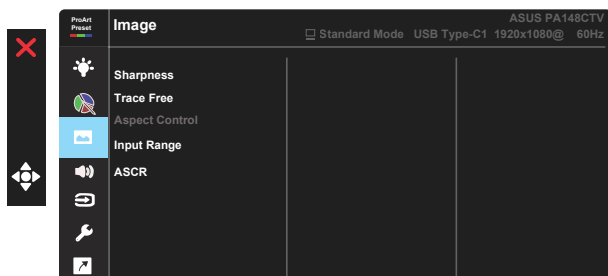 ProArt
Preset
Image
ASUS PA148CTV
Standard Mode USB Type-C1 1920x1080@ 60Hz
Sharpness
Trace Free
Aspect Control
Input Range
ASCR